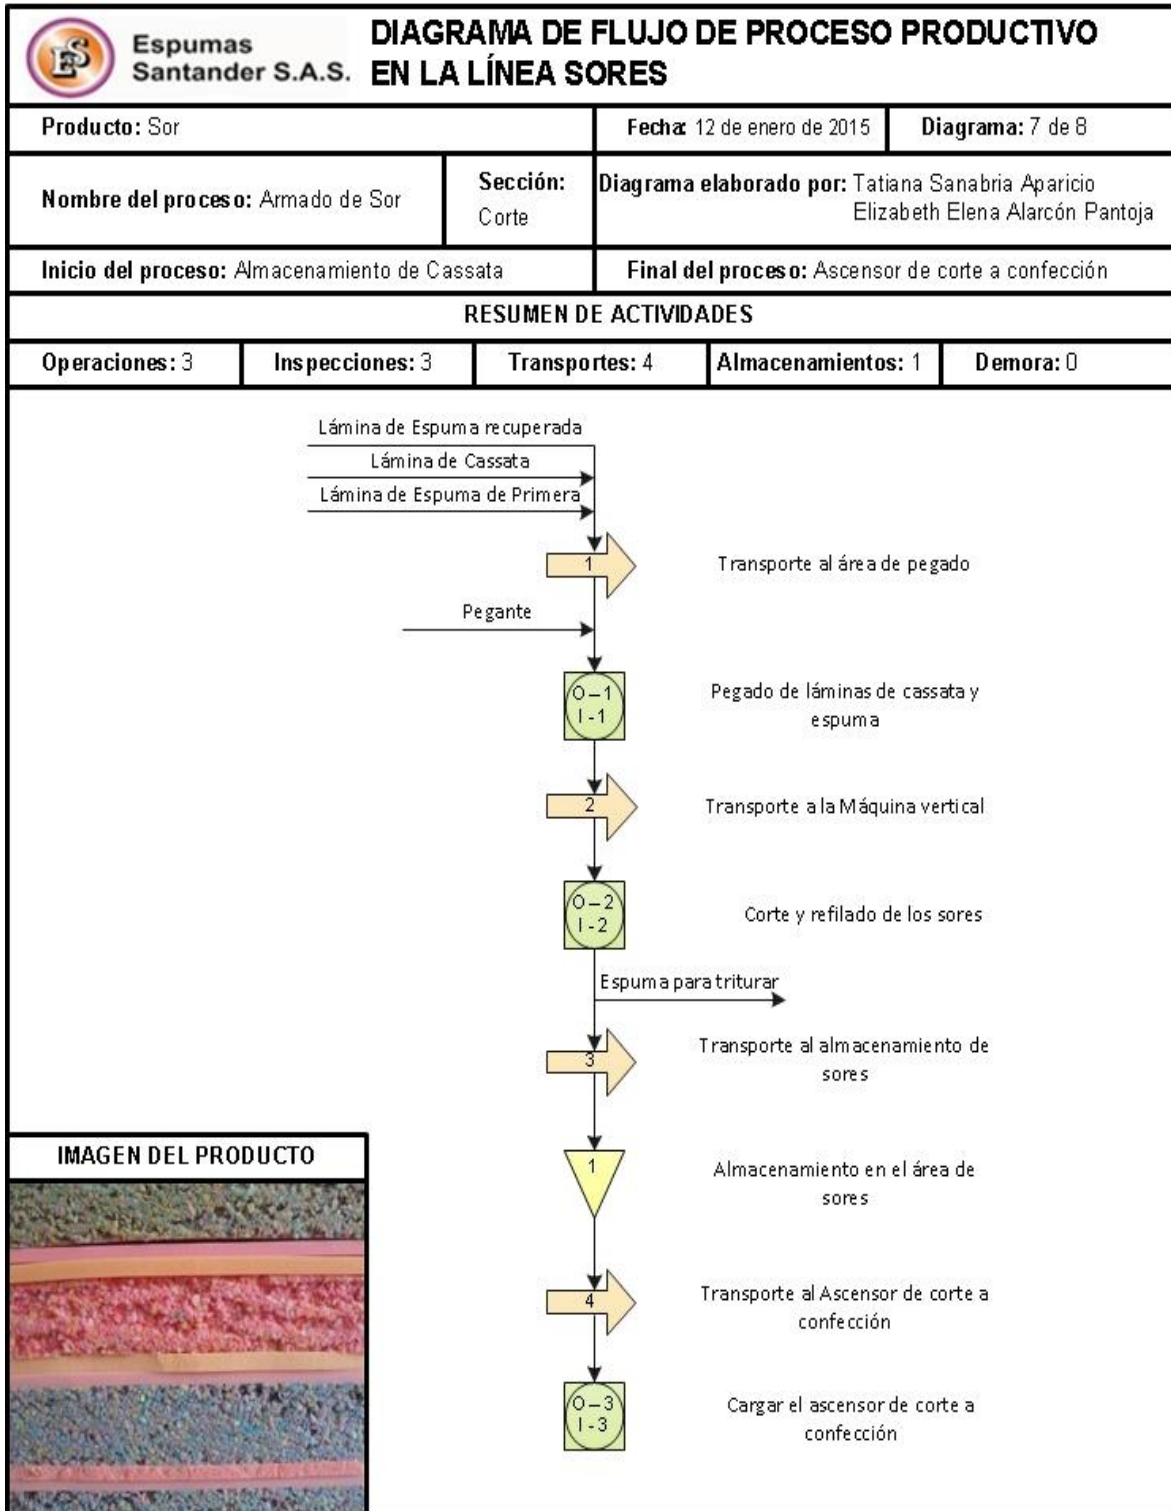 ES
Espumas
Santander S.A.S.
DIAGRAMA DE FLUJO DE PROCESO PRODUCTIVO
EN LA LÍNEA SORES
Producto: Sor
Fecha: 12 de enero de 2015
Diagrama: 7 de 8
Nombre del proceso: Armado de Sor
Sección:
Corte
Diagrama elaborado por: Tatiana Sanabria Aparicio
Elizabeth Elena Alarcón Pantoja
Inicio del proceso: Almacenamiento de Cassata
Final del proceso: Ascensor de corte a confección
RESUMEN DE ACTIVIDADES
Operaciones: 3
Inspecciones: 3
Transportes: 4
Almacenamientos: 1
Demora: 0
Lámina de Espuma recuperada
Lámina de Cassata
Lámina de Espuma de Primera
1
Transporte al área de pegado
Pegante
O – 1
I - 1
Pegado de láminas de cassata y
espuma
2
Transporte a la Máquina vertical
O – 2
I - 2
Corte y refilado de los sores
Espuma para triturar
3
Transporte al almacenamiento de
sores
1
Almacenamiento en el área de
sores
4
Transporte al Ascensor de corte a
confección
O – 3
I - 3
Cargar el ascensor de corte a
confección
IMAGEN DEL PRODUCTO